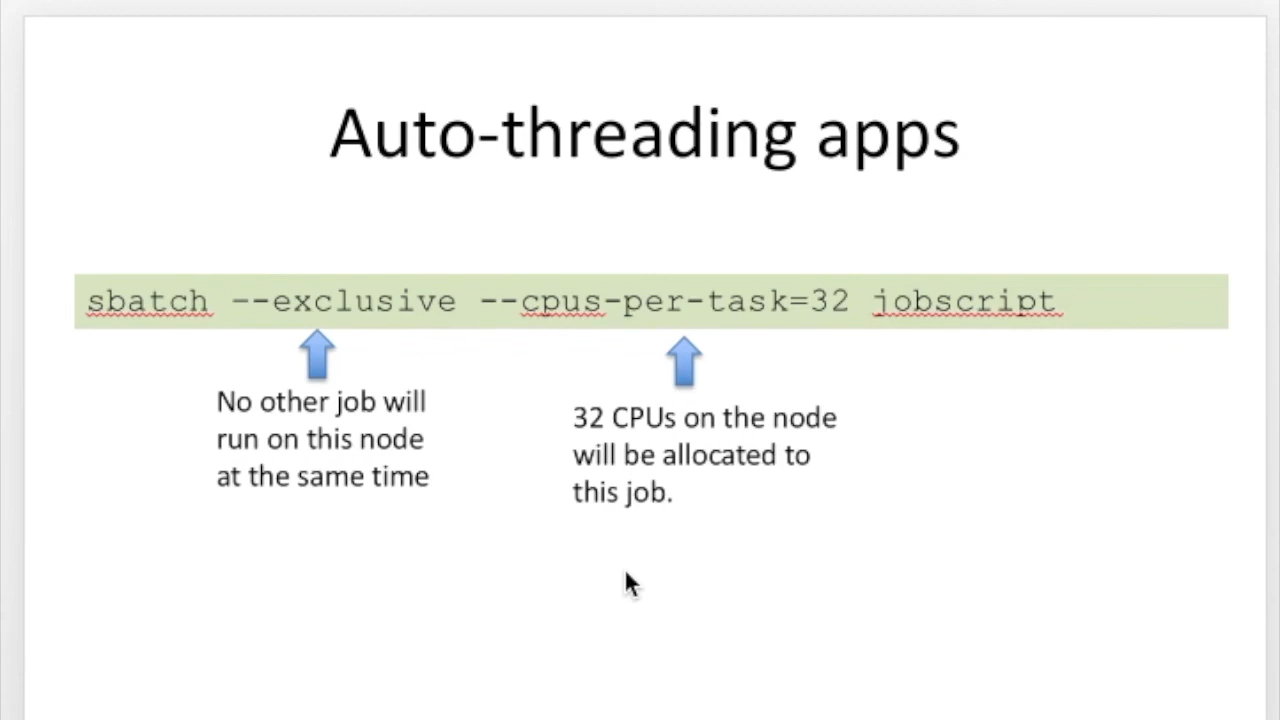 Auto-threading apps
sbatch --exclusive --cpus-per-task=32 jobscript
No other job will
run on this node
at the same time
32 CPUs on the node
will be allocated to
this job.